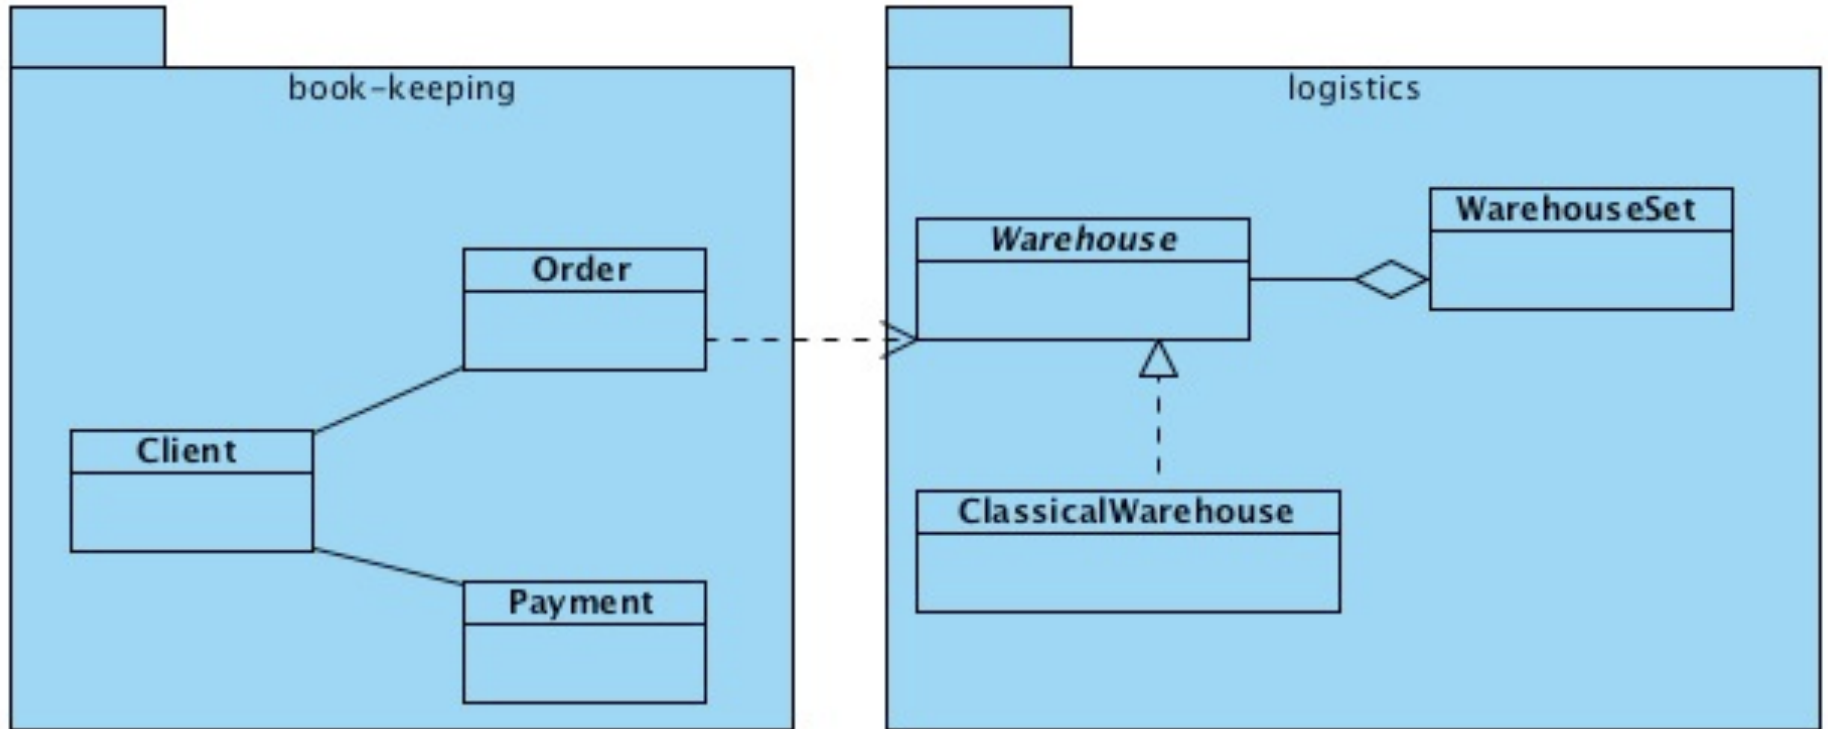 book-keeping
Order
Client
Payment
logistics
Warehouse
WarehouseSet
ClassicalWarehouse